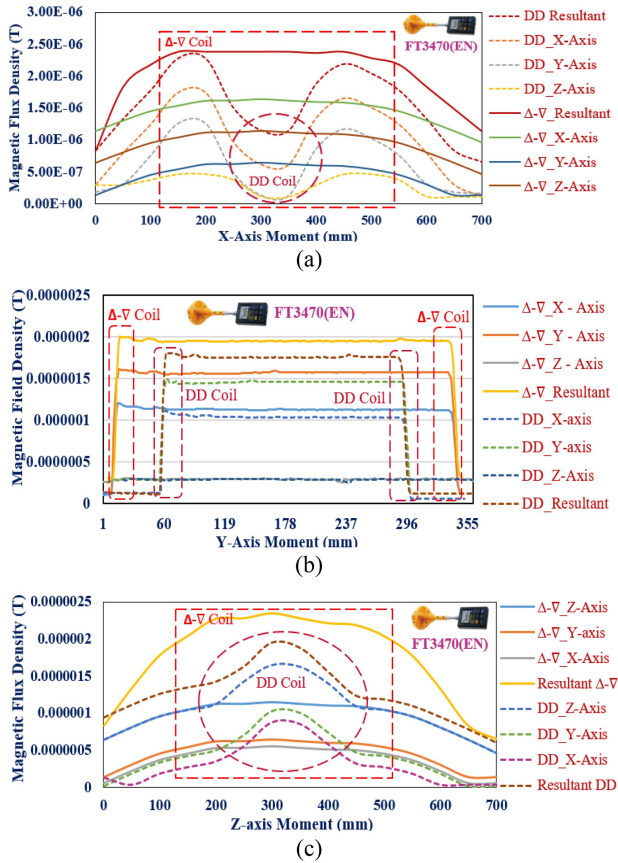 3.00E-06
2.50E-06
2.00E-06
1.50E-06
1.00E-06
5.00E-07
0.00E+00
Magnetic Flux Density (T)
Δ-∇ Coil
FT3470(EN)
DD Coil
0 100 200 300 400 500 600 700
X-Axis Moment (mm)
DD Resultant
DD_X-Axis
DD_Y-Axis
DD_Z-Axis
Δ-∇_Resultant
Δ-∇_X-Axis
Δ-∇_Y-Axis
Δ-∇_Z-Axis
(a)
0.0000025
0.000002
0.0000015
0.000001
0.0000005
0
Magnetic Field Density (T)
Δ-∇ Coil
FT3470(EN)
Δ-∇ Coil
DD Coil
DD Coil
1 60 119 178 237 296 355
Y-Axis Moment (mm)
Δ-∇_X - Axis
Δ-∇_Y - Axis
Δ-∇_Z - Axis
Δ-∇_Resultant
DD_X-axis
DD_Y-axis
DD_Z-Axis
DD_Resultant
(b)
0.0000025
0.000002
0.0000015
0.000001
0.0000005
0
Magnetic Flux Density (T)
Δ-∇ Coil
FT3470(EN)
DD Coil
0 100 200 300 400 500 600 700
Z-axis Moment (mm)
Δ-∇_Z-Axis
Δ-∇_Y-axis
Δ-∇_X-Axis
Resultant Δ-∇
DD_Z-Axis
DD_Y-Axis
DD_X-Axis
Resultant DD
(c)